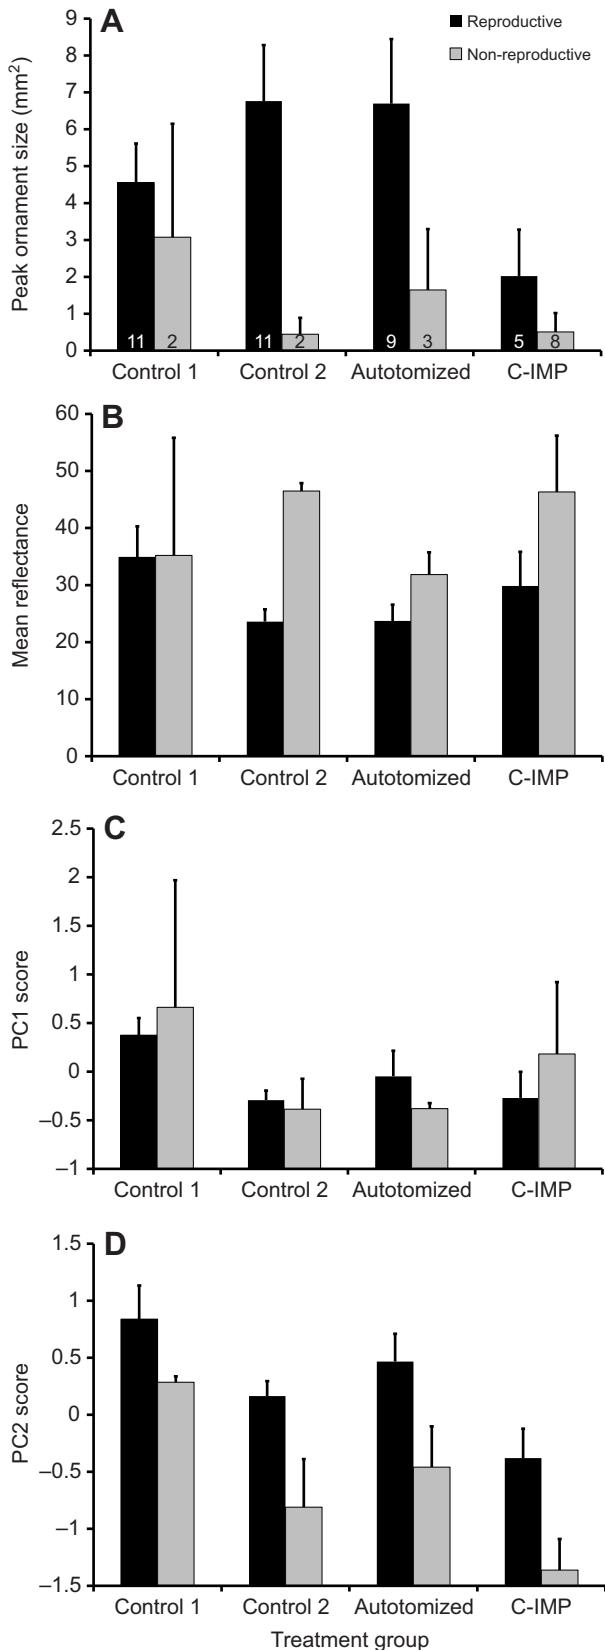 A
Reproductive
Non-reproductive
Peak ornament size (mm²)
9
8
7
6
5
4
3
2
1
0
11 2 11 2 9 3 5 8
Control 1 Control 2 Autotomized C-IMP
B
Mean reflectance
60
50
40
30
20
10
0
Control 1 Control 2 Autotomized C-IMP
C
PC1 score
2.5
2
1.5
1
0.5
0
–0.5
–1
Control 1 Control 2 Autotomized C-IMP
D
PC2 score
1.5
1
0.5
0
–0.5
–1
–1.5
Control 1 Control 2 Autotomized C-IMP
Treatment group